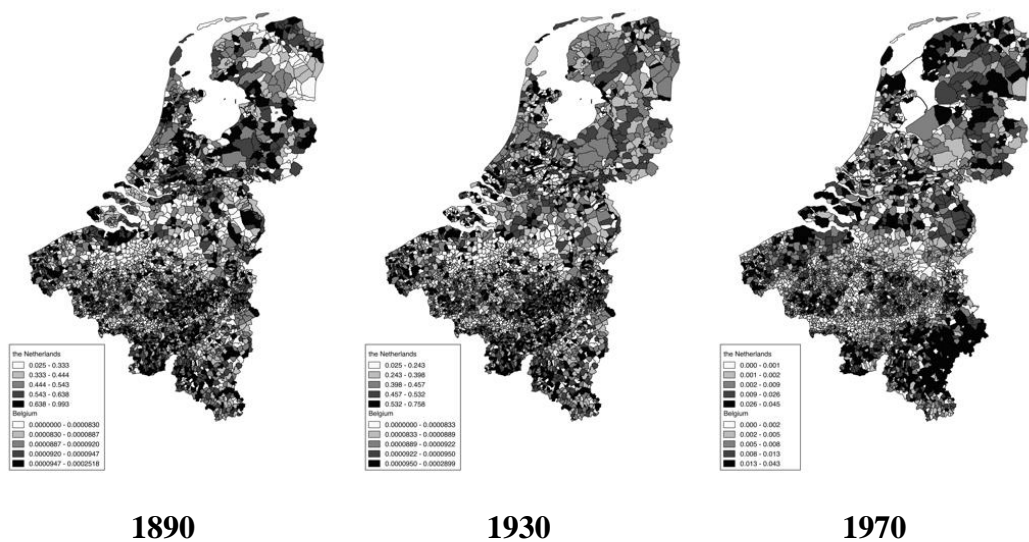 the Netherlands
0.025 - 0.333
0.333 - 0.444
0.444 - 0.543
0.543 - 0.638
0.638 - 0.993
Belgium
0.0000000 - 0.0000830
0.0000830 - 0.0000887
0.0000887 - 0.0000920
0.0000920 - 0.0000947
0.0000947 - 0.0002518
the Netherlands
0.025 - 0.243
0.243 - 0.398
0.398 - 0.457
0.457 - 0.532
0.532 - 0.758
Belgium
0.0000000 - 0.0000833
0.0000833 - 0.0000889
0.0000889 - 0.0000922
0.0000922 - 0.0000950
0.0000950 - 0.0002899
the Netherlands
0.000 - 0.001
0.001 - 0.002
0.002 - 0.009
0.009 - 0.026
0.026 - 0.045
Belgium
0.000 - 0.002
0.002 - 0.005
0.005 - 0.008
0.008 - 0.013
0.013 - 0.043
1890
1930
1970